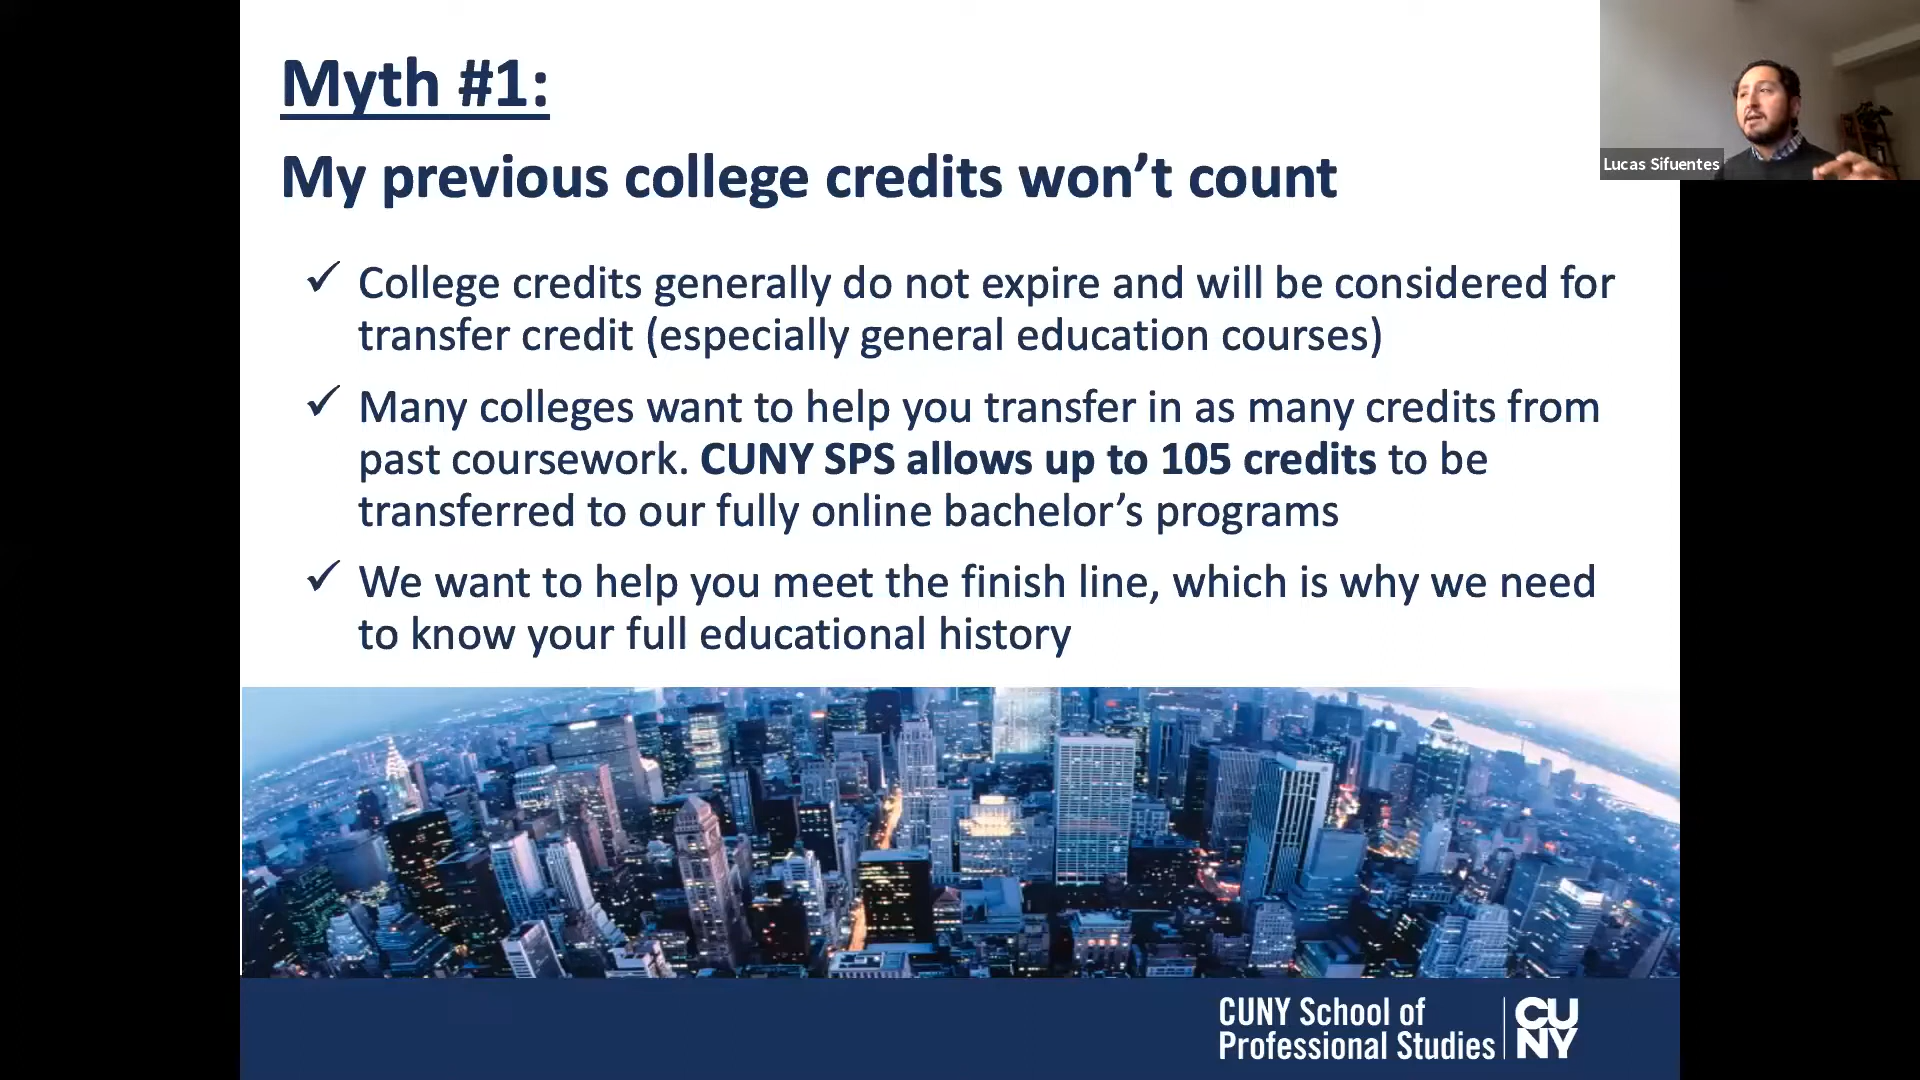 Myth #1:
My previous college credits won’t count
Lucas Sifuentes
✓ College credits generally do not expire and will be considered for
transfer credit (especially general education courses)
✓ Many colleges want to help you transfer in as many credits from
past coursework. CUNY SPS allows up to 105 credits to be
transferred to our fully online bachelor’s programs
✓ We want to help you meet the finish line, which is why we need
to know your full educational history
CUNY School of
Professional Studies
CU
NY